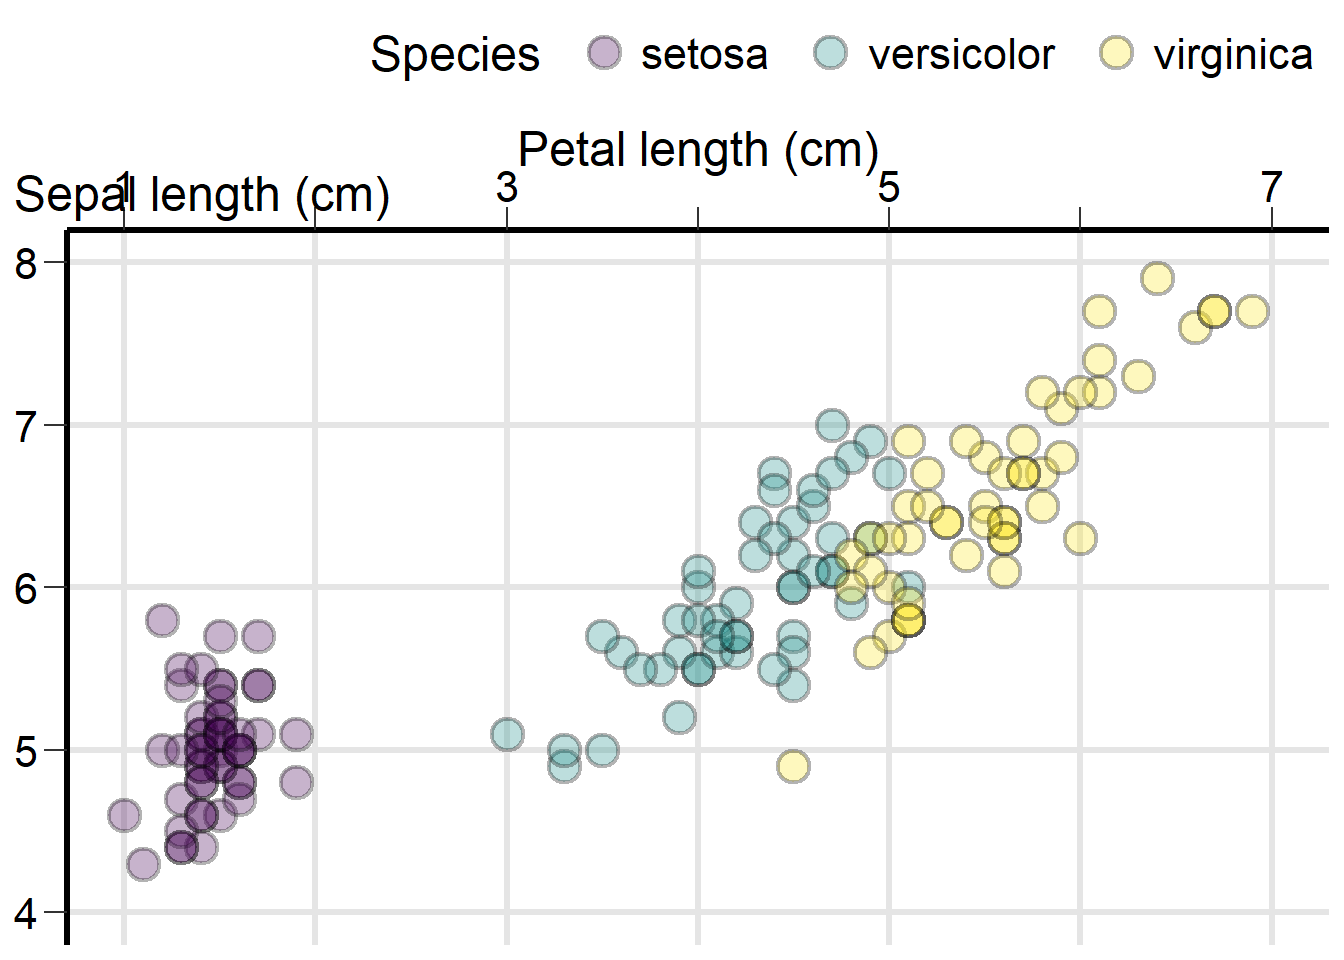 Species setosa versicolor virginica
Petal length (cm)
Sepal length (cm)
1 3 5 7
8
7
6
5
4